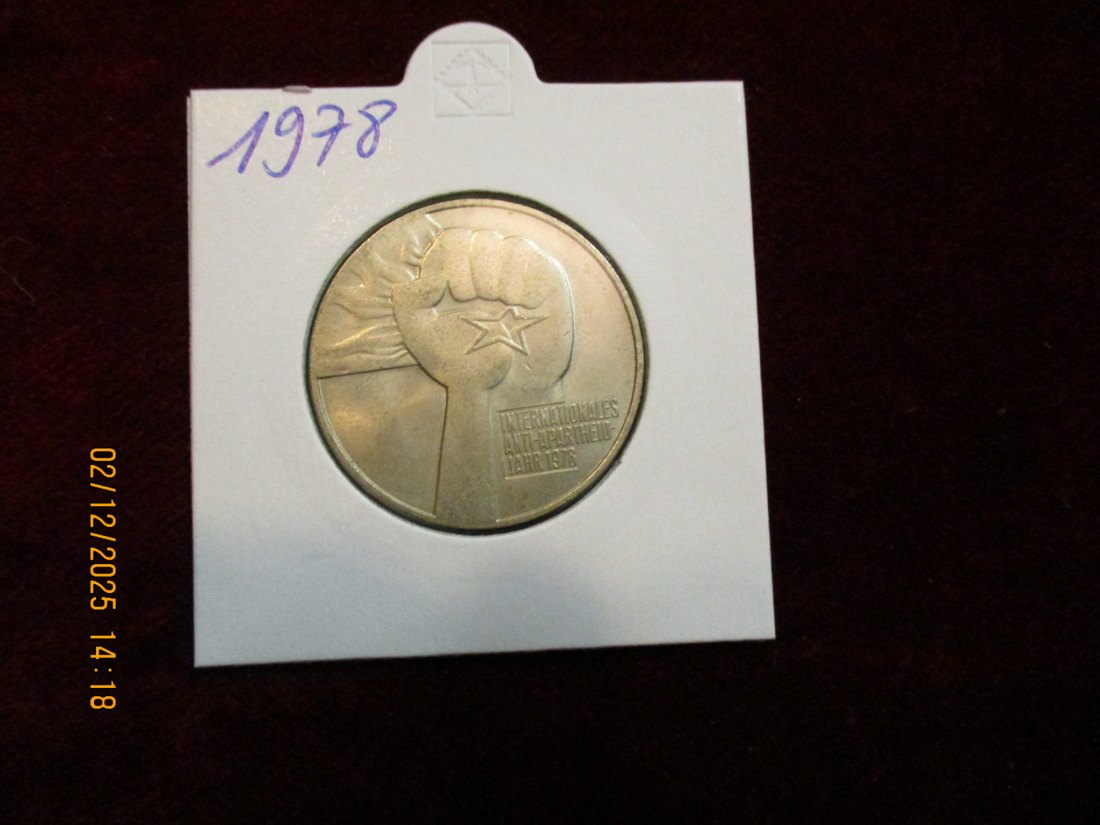 1978
INTERNATIONALES
ANTI-APARTHEID-
JAHR 1978
02/12/2025 14:18